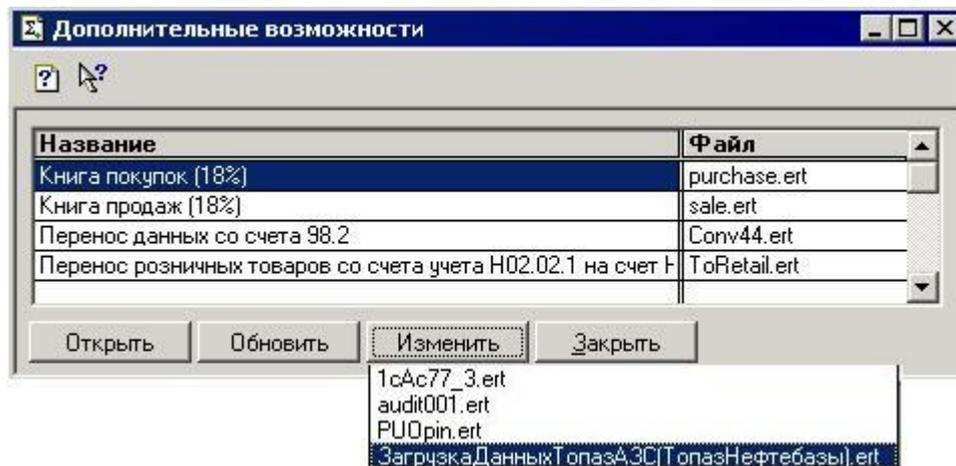 Дополнительные возможности
Название Файл
Книга покупок (18%) purchase.ert
Книга продаж (18%) sale.ert
Перенос данных со счета 98.2 Conv44.ert
Перенос розничных товаров со счета учета Н02.02.1 на счет Н ToRetail.ert
Открыть Обновить Изменить Закрыть
1cAc77_3.ert
audit001.ert
PUOpin.ert
ЗагрузкаДанныхТопазАЗС(ТопазНефтебазы).ert